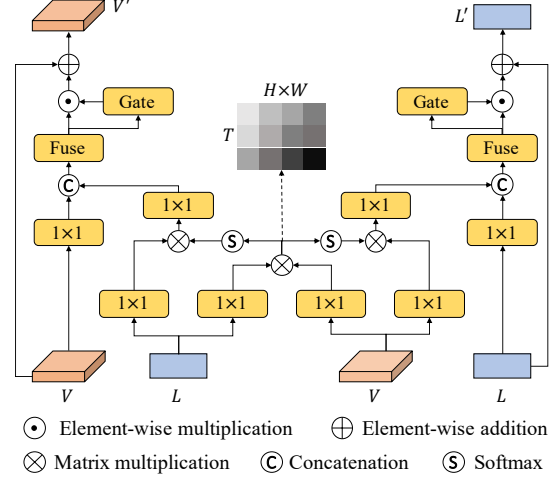 V′ L′
H×W
Gate Gate
T
Fuse Fuse
C C
1×1 1×1
1×1 1×1
S S
1×1 1×1 1×1 1×1
V L V L
Element-wise multiplication Element-wise addition
Matrix multiplication C Concatenation S Softmax